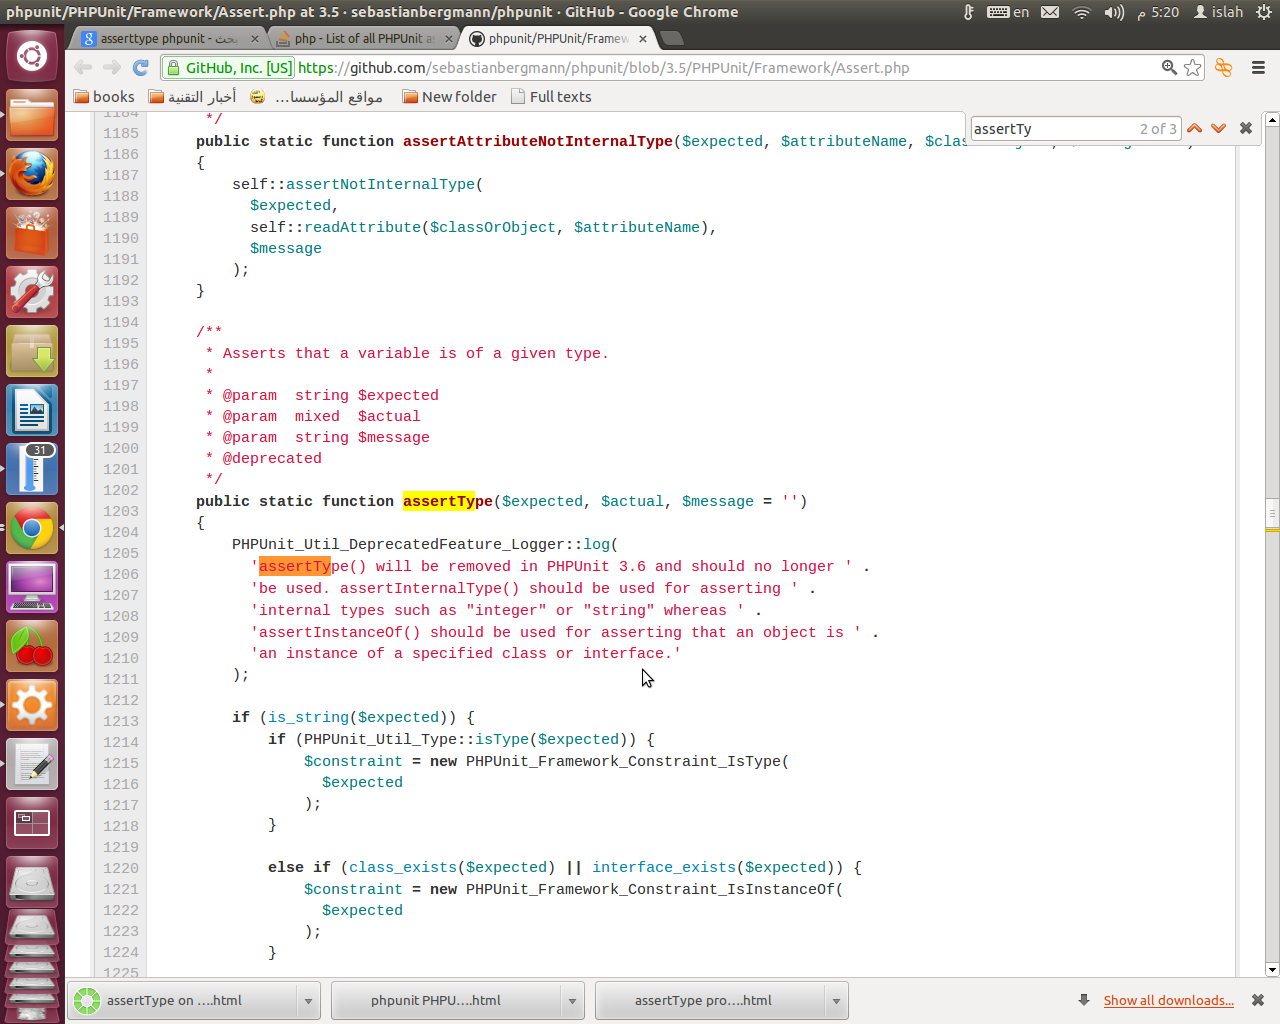 phpunit/PHPUnit/Framework/Assert.php at 3.5 · sebastianbergmann/phpunit · GitHub - Google Chrome
en
5:20 م
islah
asserttype phpunit - بحث
php - List of all PHPUnit as
phpunit/PHPUnit/Framew
GitHub, Inc. [US]
https://github.com/sebastianbergmann/phpunit/blob/3.5/PHPUnit/Framework/Assert.php
books
أخبار التقنية
مواقع المؤسسا...
New folder
Full texts
assertTy
2 of 3
31
1184 */
1185 public static function assertAttributeNotInternalType($expected, $attributeName, $clas
1186 {
1187 self::assertNotInternalType(
1188 $expected,
1189 self::readAttribute($classOrObject, $attributeName),
1190 $message
1191 );
1192 }
1193
1194 /**
1195 * Asserts that a variable is of a given type.
1196 *
1197 * @param  string $expected
1198 * @param  mixed  $actual
1199 * @param  string $message
1200 * @deprecated
1201 */
1202 public static function assertType($expected, $actual, $message = '')
1203 {
1204 PHPUnit_Util_DeprecatedFeature_Logger::log(
1205 'assertType() will be removed in PHPUnit 3.6 and should no longer ' .
1206 'be used. assertInternalType() should be used for asserting ' .
1207 'internal types such as "integer" or "string" whereas ' .
1208 'assertInstanceOf() should be used for asserting that an object is ' .
1209 'an instance of a specified class or interface.'
1210 );
1211
1212 if (is_string($expected)) {
1213 if (PHPUnit_Util_Type::isType($expected)) {
1214 $constraint = new PHPUnit_Framework_Constraint_IsType(
1215 $expected
1216 );
1217 }
1218
1219 else if (class_exists($expected) || interface_exists($expected)) {
1220 $constraint = new PHPUnit_Framework_Constraint_IsInstanceOf(
1221 $expected
1222 );
1223 }
1224
1225
assertType on ....html
phpunit PHPU....html
assertType pro....html
Show all downloads...